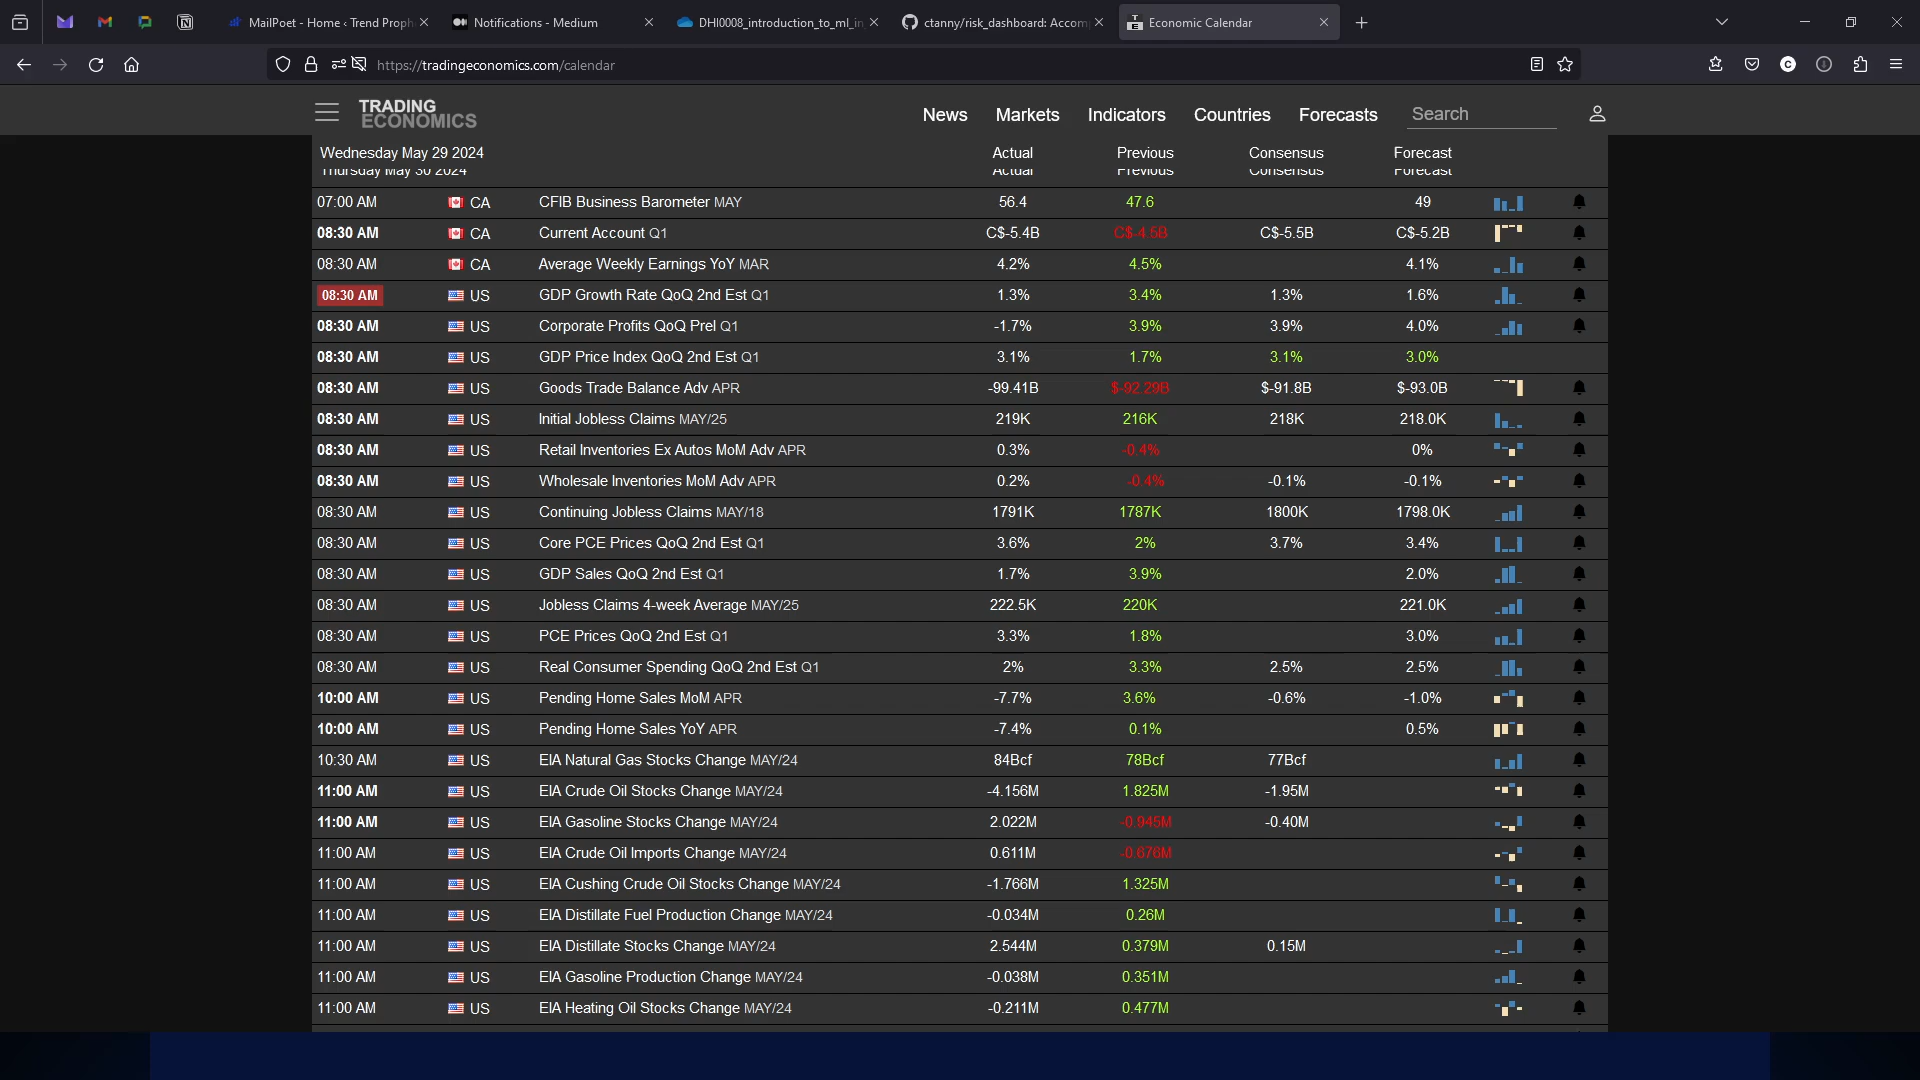 MailPoet - Home ‹ Trend Proph
Notifications - Medium
DHI0008_introduction_to_ml_in
ctanny/risk_dashboard: Accom
Economic Calendar
https://tradingeconomics.com/calendar
TRADING ECONOMICS
News Markets Indicators Countries Forecasts Search
Wednesday May 29 2024 Actual Previous Consensus Forecast
Thursday May 30 2024 Actual Previous Consensus Forecast
07:00 AM CA CFIB Business Barometer MAY 56.4 47.6 49
08:30 AM CA Current Account Q1 C$-5.4B C$-4.5B C$-5.5B C$-5.2B
08:30 AM CA Average Weekly Earnings YoY MAR 4.2% 4.5% 4.1%
08:30 AM US GDP Growth Rate QoQ 2nd Est Q1 1.3% 3.4% 1.3% 1.6%
08:30 AM US Corporate Profits QoQ Prel Q1 -1.7% 3.9% 3.9% 4.0%
08:30 AM US GDP Price Index QoQ 2nd Est Q1 3.1% 1.7% 3.1% 3.0%
08:30 AM US Goods Trade Balance Adv APR -99.41B $-92.29B $-91.8B $-93.0B
08:30 AM US Initial Jobless Claims MAY/25 219K 216K 218K 218.0K
08:30 AM US Retail Inventories Ex Autos MoM Adv APR 0.3% -0.4% 0%
08:30 AM US Wholesale Inventories MoM Adv APR 0.2% -0.4% -0.1% -0.1%
08:30 AM US Continuing Jobless Claims MAY/18 1791K 1787K 1800K 1798.0K
08:30 AM US Core PCE Prices QoQ 2nd Est Q1 3.6% 2% 3.7% 3.4%
08:30 AM US GDP Sales QoQ 2nd Est Q1 1.7% 3.9% 2.0%
08:30 AM US Jobless Claims 4-week Average MAY/25 222.5K 220K 221.0K
08:30 AM US PCE Prices QoQ 2nd Est Q1 3.3% 1.8% 3.0%
08:30 AM US Real Consumer Spending QoQ 2nd Est Q1 2% 3.3% 2.5% 2.5%
10:00 AM US Pending Home Sales MoM APR -7.7% 3.6% -0.6% -1.0%
10:00 AM US Pending Home Sales YoY APR -7.4% 0.1% 0.5%
10:30 AM US EIA Natural Gas Stocks Change MAY/24 84Bcf 78Bcf 77Bcf
11:00 AM US EIA Crude Oil Stocks Change MAY/24 -4.156M 1.825M -1.95M
11:00 AM US EIA Gasoline Stocks Change MAY/24 2.022M -0.945M -0.40M
11:00 AM US EIA Crude Oil Imports Change MAY/24 0.611M -0.676M
11:00 AM US EIA Cushing Crude Oil Stocks Change MAY/24 -1.766M 1.325M
11:00 AM US EIA Distillate Fuel Production Change MAY/24 -0.034M 0.26M
11:00 AM US EIA Distillate Stocks Change MAY/24 2.544M 0.379M 0.15M
11:00 AM US EIA Gasoline Production Change MAY/24 -0.038M 0.351M
11:00 AM US EIA Heating Oil Stocks Change MAY/24 -0.211M 0.477M